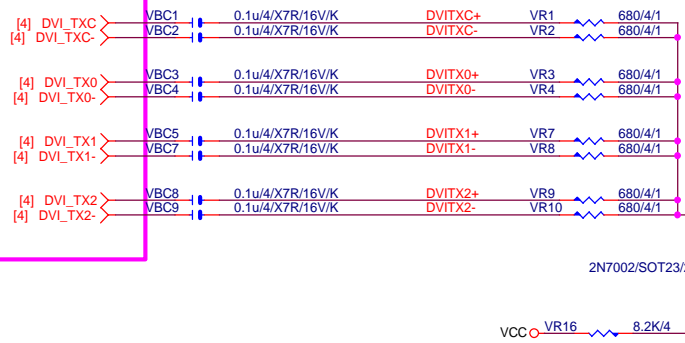 [4] DVI_TXC VBC1 0.1u/4/X7R/16V/K DVITXC+ VR1 680/4/1
[4] DVI_TXC- VBC2 0.1u/4/X7R/16V/K DVITXC- VR2 680/4/1
[4] DVI_TX0 VBC3 0.1u/4/X7R/16V/K DVITX0+ VR3 680/4/1
[4] DVI_TX0- VBC4 0.1u/4/X7R/16V/K DVITX0- VR4 680/4/1
[4] DVI_TX1 VBC5 0.1u/4/X7R/16V/K DVITX1+ VR7 680/4/1
[4] DVI_TX1- VBC7 0.1u/4/X7R/16V/K DVITX1- VR8 680/4/1
[4] DVI_TX2 VBC8 0.1u/4/X7R/16V/K DVITX2+ VR9 680/4/1
[4] DVI_TX2- VBC9 0.1u/4/X7R/16V/K DVITX2- VR10 680/4/1
2N7002/SOT23/
VCC VR16 8.2K/4